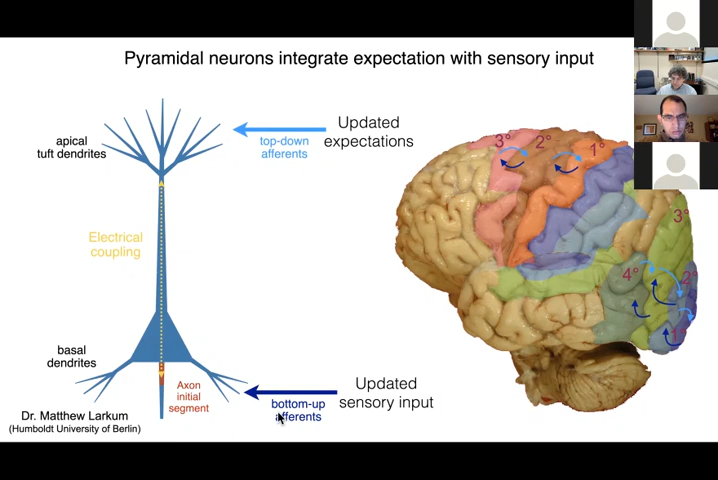 Pyramidal neurons integrate expectation with sensory input
apical
tuft dendrites
top-down
afferents
Updated
expectations
Electrical
coupling
basal
dendrites
Axon
initial
segment
bottom-up
afferents
Updated
sensory input
Dr. Matthew Larkum
(Humboldt University of Berlin)
3°
2°
1°
3°
4°
2°
1°